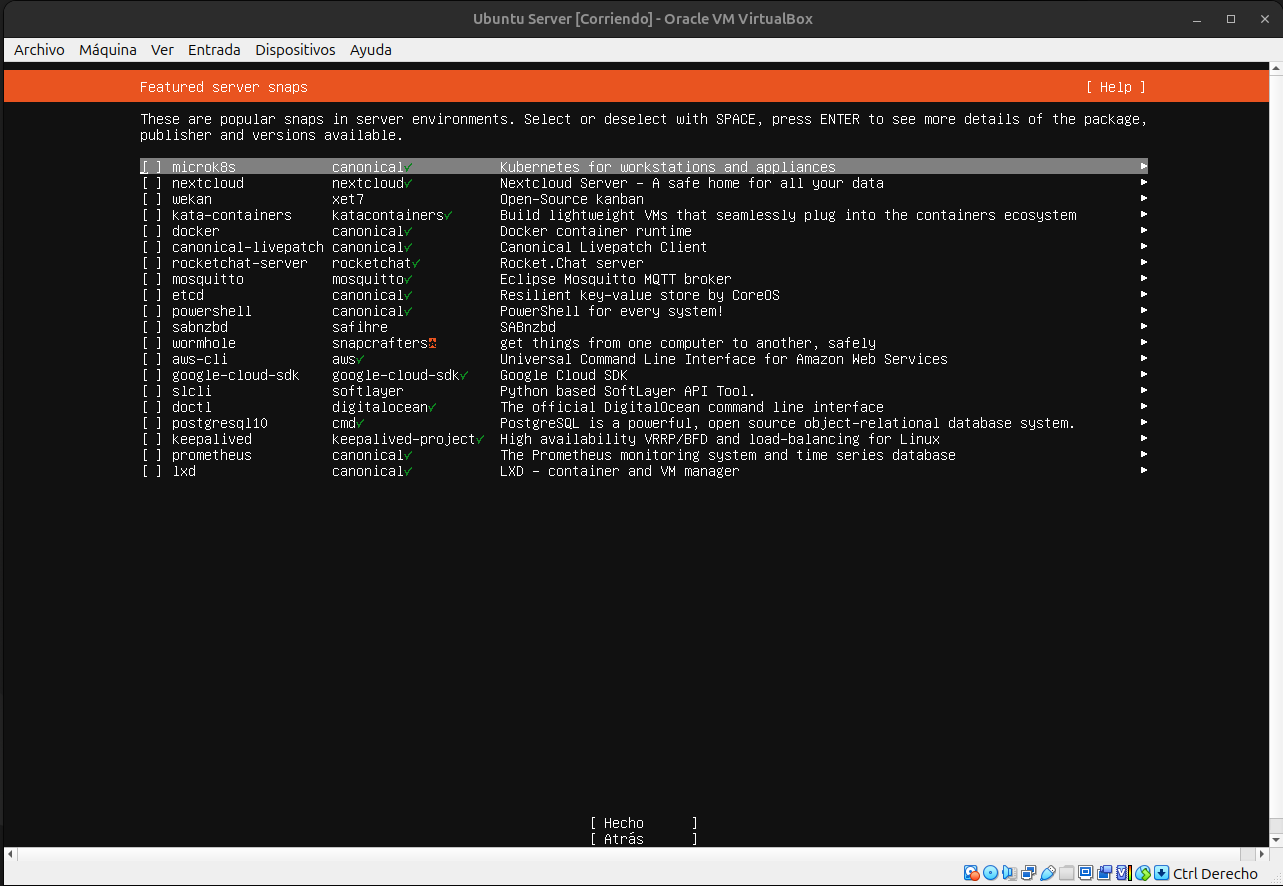 Ubuntu Server [Corriendo] - Oracle VM VirtualBox
Archivo Máquina Ver Entrada Dispositivos Ayuda
Featured server snaps [ Help ]
These are popular snaps in server environments. Select or deselect with SPACE, press ENTER to see more details of the package,
publisher and versions available.
[ ] microk8s canonical✓ Kubernetes for workstations and appliances ▸
[ ] nextcloud nextcloud✓ Nextcloud Server - A safe home for all your data ▸
[ ] wekan xet7 Open-Source kanban ▸
[ ] kata-containers katacontainers✓ Build lightweight VMs that seamlessly plug into the containers ecosystem ▸
[ ] docker canonical✓ Docker container runtime ▸
[ ] canonical-livepatch canonical✓ Canonical Livepatch Client ▸
[ ] rocketchat-server rocketchat✓ Rocket.Chat server ▸
[ ] mosquitto mosquitto✓ Eclipse Mosquitto MQTT broker ▸
[ ] etcd canonical✓ Resilient key-value store by CoreOS ▸
[ ] powershell canonical✓ PowerShell for every system! ▸
[ ] sabnzbd safihre SABnzbd ▸
[ ] wormhole snapcrafters get things from one computer to another, safely ▸
[ ] aws-cli aws✓ Universal Command Line Interface for Amazon Web Services ▸
[ ] google-cloud-sdk google-cloud-sdk✓ Google Cloud SDK ▸
[ ] slcli softlayer Python based SoftLayer API Tool. ▸
[ ] doctl digitalocean✓ The official DigitalOcean command line interface ▸
[ ] postgresql10 cmd✓ PostgreSQL is a powerful, open source object-relational database system. ▸
[ ] keepalived keepalived-project✓ High availability VRRP/BFD and load-balancing for Linux ▸
[ ] prometheus canonical✓ The Prometheus monitoring system and time series database ▸
[ ] lxd canonical✓ LXD - container and VM manager ▸
[ Hecho ]
[ Atrás ]
Ctrl Derecho